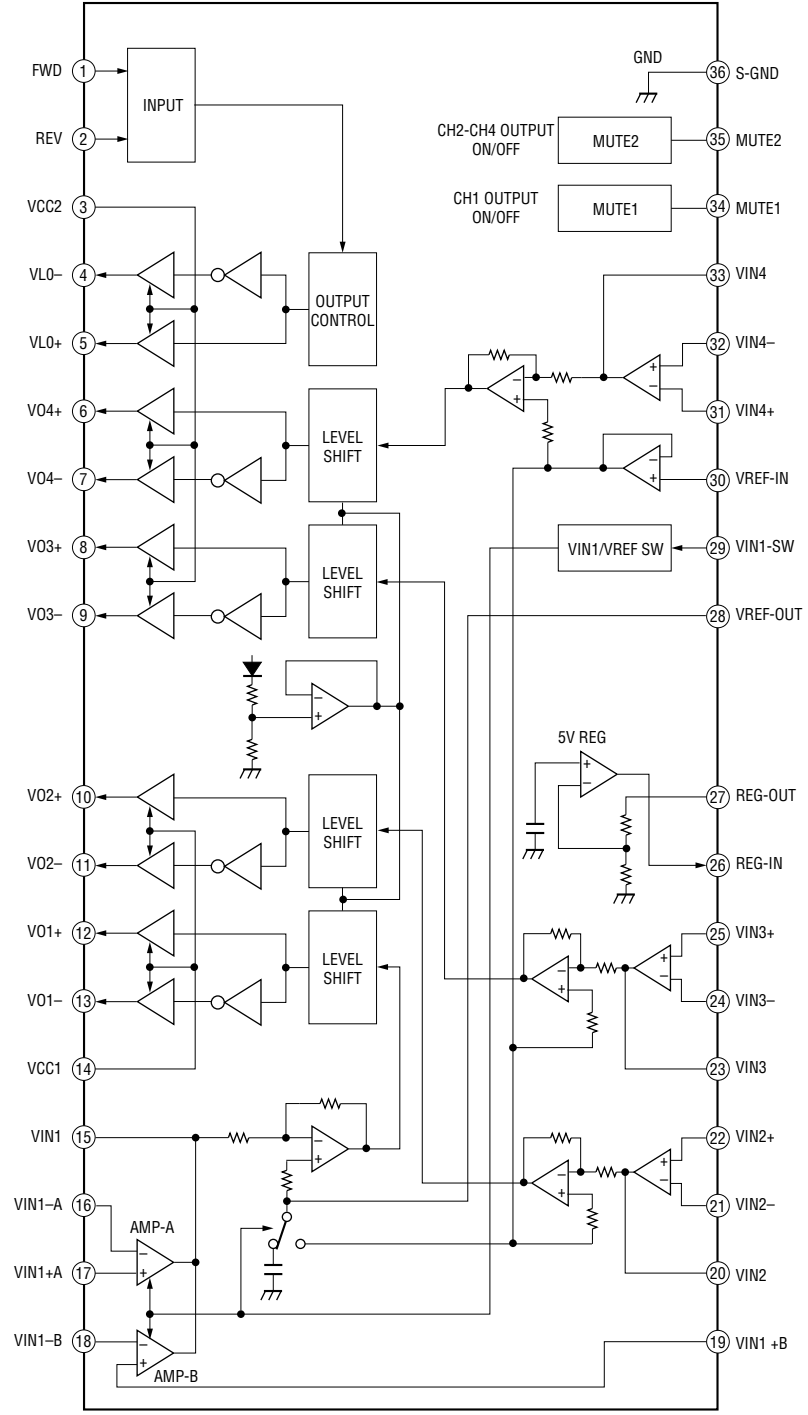 FWD
1
INPUT
REV
2
GND
36
S-GND
CH2-CH4 OUTPUT
ON/OFF
MUTE2
35
MUTE2
CH1 OUTPUT
ON/OFF
MUTE1
34
MUTE1
VCC2
3
VL0–
4
VL0+
5
OUTPUT
CONTROL
33
VIN4
32
VIN4–
31
VIN4+
30
VREF-IN
VO4+
6
VO4–
7
LEVEL
SHIFT
VO3+
8
VO3–
9
LEVEL
SHIFT
VIN1/VREF SW
29
VIN1-SW
28
VREF-OUT
–
+
–
+
+
–
–
+
5V REG
+
–
27
REG-OUT
26
REG-IN
VO2+
10
VO2–
11
LEVEL
SHIFT
VO1+
12
VO1–
13
LEVEL
SHIFT
VCC1
14
25
VIN3+
24
VIN3–
23
VIN3
–
+
+
–
VIN1
15
–
+
22
VIN2+
21
VIN2–
20
VIN2
–
+
+
–
VIN1–A
16
AMP-A
–
+
VIN1+A
17
VIN1–B
18
–
+
AMP-B
19
VIN1 +B